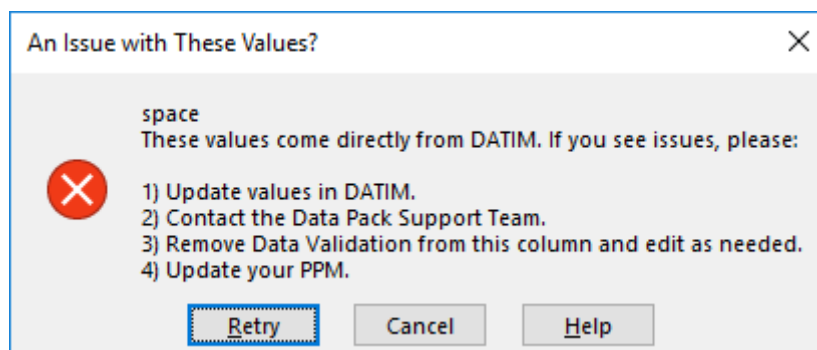 An Issue with These Values?
space
These values come directly from DATIM. If you see issues, please:
1) Update values in DATIM.
2) Contact the Data Pack Support Team.
3) Remove Data Validation from this column and edit as needed.
4) Update your PPM.
Retry Cancel Help